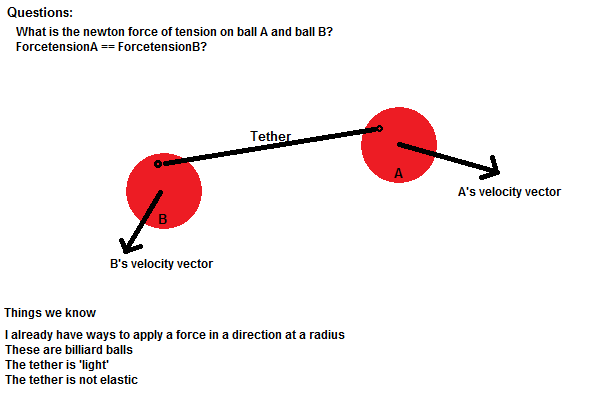 Questions:
What is the newton force of tension on ball A and ball B?
ForcetensionA == ForcetensionB?
Tether
A
A's velocity vector
B
B's velocity vector
Things we know
I already have ways to apply a force in a direction at a radius
These are billiard balls
The tether is 'light'
The tether is not elastic